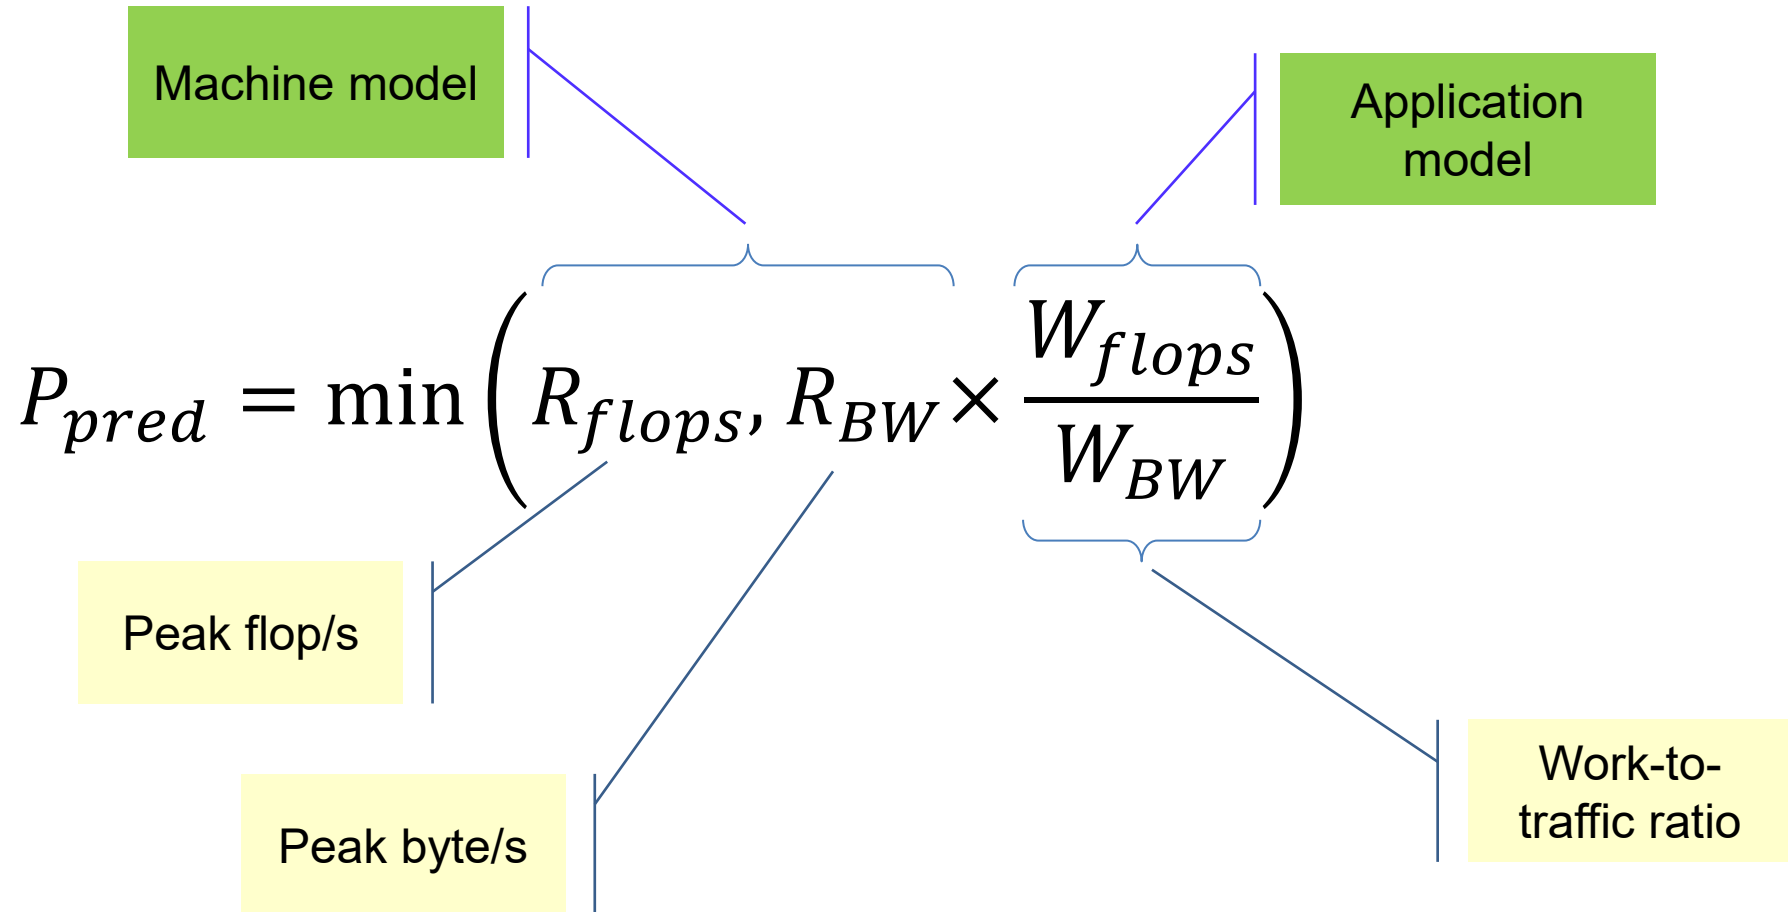 Machine model
Application
model
P_pred = min(R_flops, R_BW × W_flops/W_BW)
Peak flop/s
Peak byte/s
Work-to-
traffic ratio